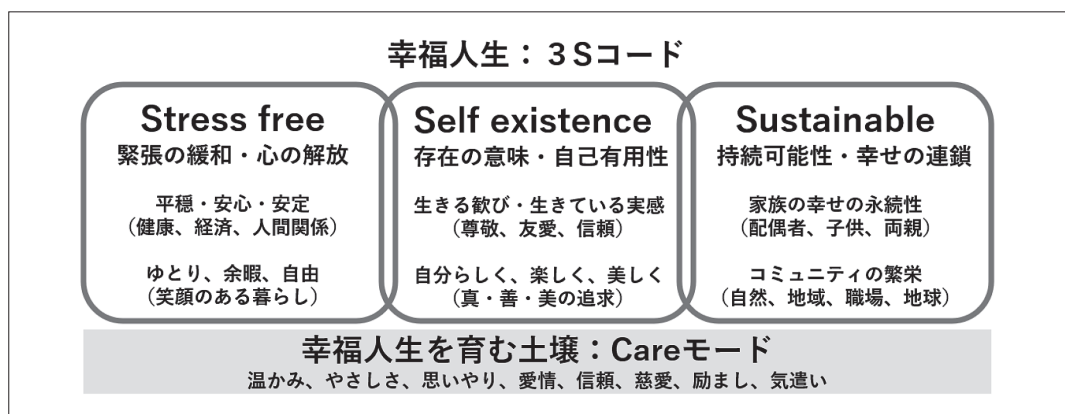 幸福人生：３Sコード
Stress free
緊張の緩和・心の解放
平穏・安心・安定
（健康、経済、人間関係）
ゆとり、余暇、自由
（笑顔のある暮らし）
Self existence
存在の意味・自己有用性
生きる歓び・生きている実感
（尊敬、友愛、信頼）
自分らしく、楽しく、美しく
（真・善・美の追求）
Sustainable
持続可能性・幸せの連鎖
家族の幸せの永続性
（配偶者、子供、両親）
コミュニティの繁栄
（自然、地域、職場、地球）
幸福人生を育む土壌：Careモード
温かみ、やさしさ、思いやり、愛情、信頼、慈愛、励まし、気遣い